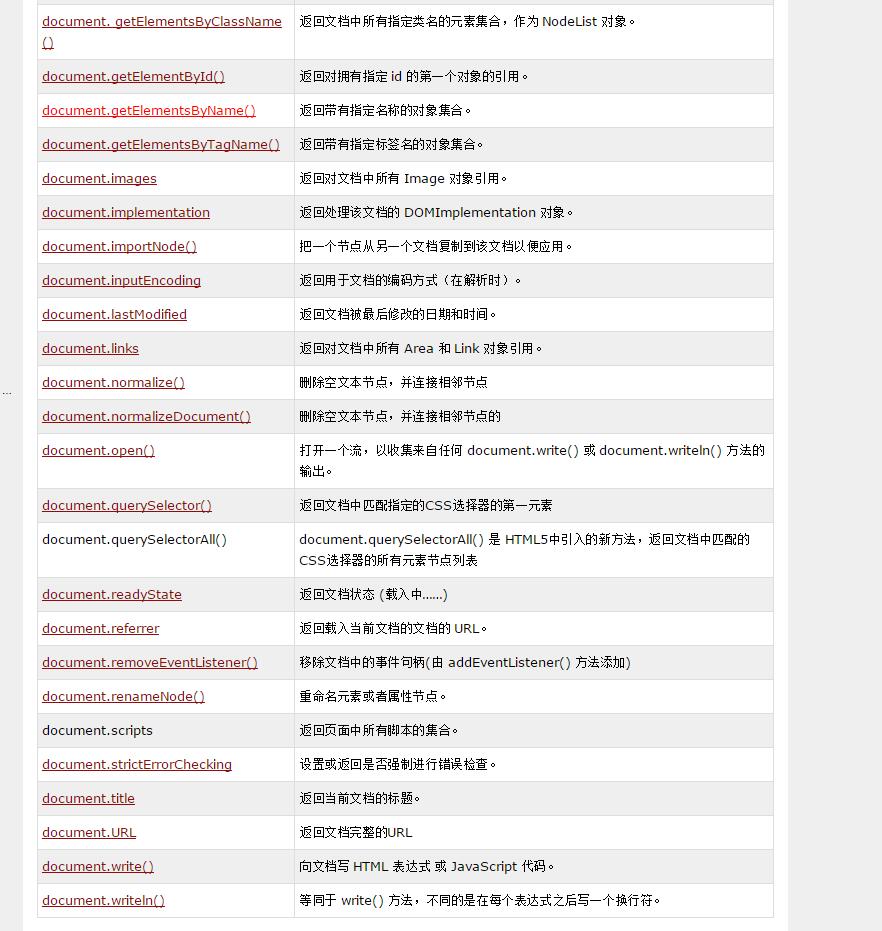 document. getElementsByClassName
()
返回文档中所有指定类名的元素集合，作为 NodeList 对象。
document.getElementById()
返回对拥有指定 id 的第一个对象的引用。
document.getElementsByName()
返回带有指定名称的对象集合。
document.getElementsByTagName()
返回带有指定标签名的对象集合。
document.images
返回对文档中所有 Image 对象引用。
document.implementation
返回处理该文档的 DOMImplementation 对象。
document.importNode()
把一个节点从另一个文档复制到该文档以便应用。
document.inputEncoding
返回用于文档的编码方式（在解析时）。
document.lastModified
返回文档被最后修改的日期和时间。
document.links
返回对文档中所有 Area 和 Link 对象引用。
...
document.normalize()
删除空文本节点，并连接相邻节点
document.normalizeDocument()
删除空文本节点，并连接相邻节点的
document.open()
打开一个流，以收集来自任何 document.write() 或 document.writeln() 方法的
输出。
document.querySelector()
返回文档中匹配指定的CSS选择器的第一元素
document.querySelectorAll()
document.querySelectorAll() 是 HTML5中引入的新方法，返回文档中匹配的
CSS选择器的所有元素节点列表
document.readyState
返回文档状态 (载入中……)
document.referrer
返回载入当前文档的文档的 URL。
document.removeEventListener()
移除文档中的事件句柄(由 addEventListener() 方法添加)
document.renameNode()
重命名元素或者属性节点。
document.scripts
返回页面中所有脚本的集合。
document.strictErrorChecking
设置或返回是否强制进行错误检查。
document.title
返回当前文档的标题。
document.URL
返回文档完整的URL
document.write()
向文档写 HTML 表达式 或 JavaScript 代码。
document.writeln()
等同于 write() 方法，不同的是在每个表达式之后写一个换行符。